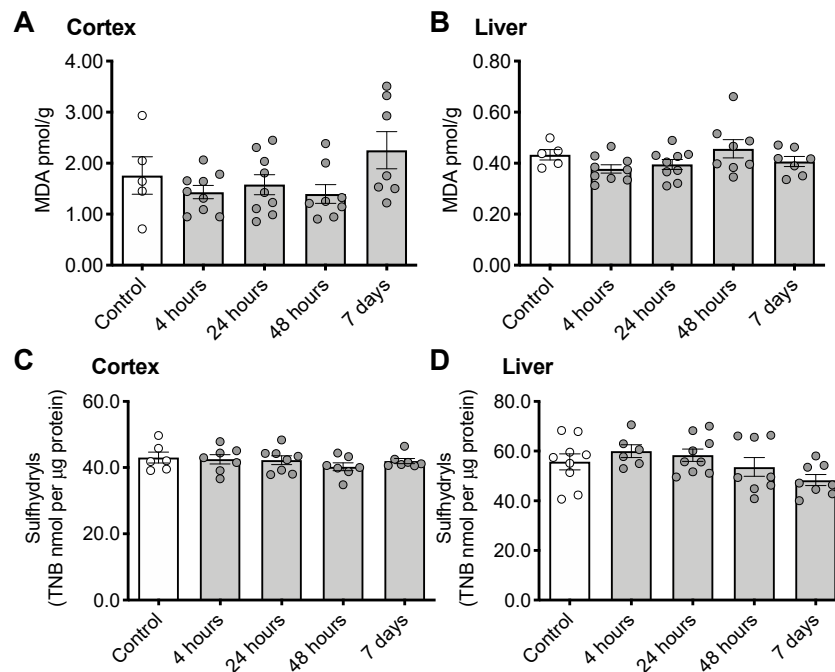 A Cortex
MDA pmol/g
4.00
3.00
2.00
1.00
0.00
Control
4 hours
24 hours
48 hours
7 days
B Liver
MDA pmol/g
0.80
0.60
0.40
0.20
0.00
Control
4 hours
24 hours
48 hours
7 days
C Cortex
Sulfhydryls
(TNB nmol per µg protein)
60.0
40.0
20.0
0.0
Control
4 hours
24 hours
48 hours
7 days
D Liver
Sulfhydryls
(TNB nmol per µg protein)
80.0
60.0
40.0
20.0
0.0
Control
4 hours
24 hours
48 hours
7 days